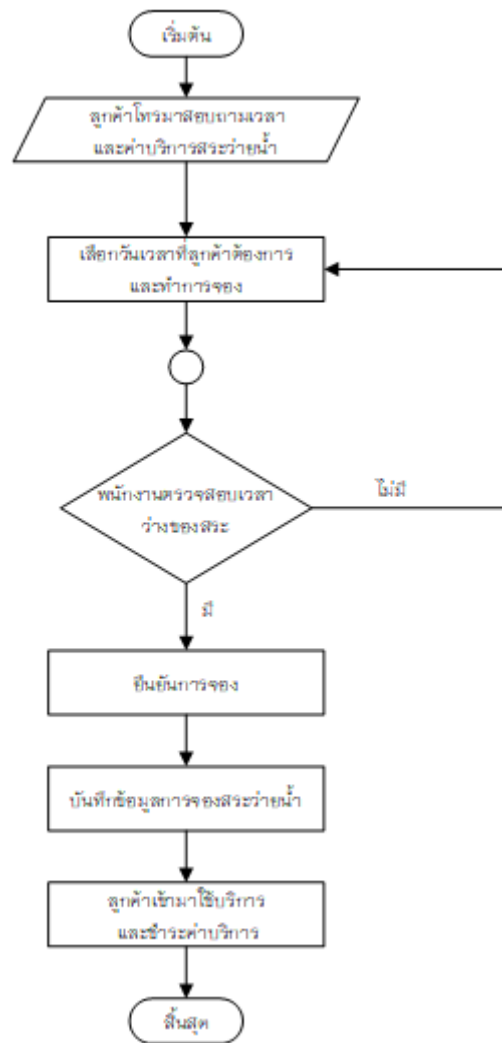 เริ่มต้น
ลูกค้าโทรมาสอบถามเวลา
และค่าบริการสระว่ายน้ำ
เลือกวันเวลาที่ลูกค้าต้องการ
และทำการจอง
พนักงานตรวจสอบเวลา
ว่างของสระ
ไม่มี
มี
ยืนยันการจอง
บันทึกข้อมูลการจองสระว่ายน้ำ
ลูกค้าเข้ามาใช้บริการ
และชำระค่าบริการ
สิ้นสุด